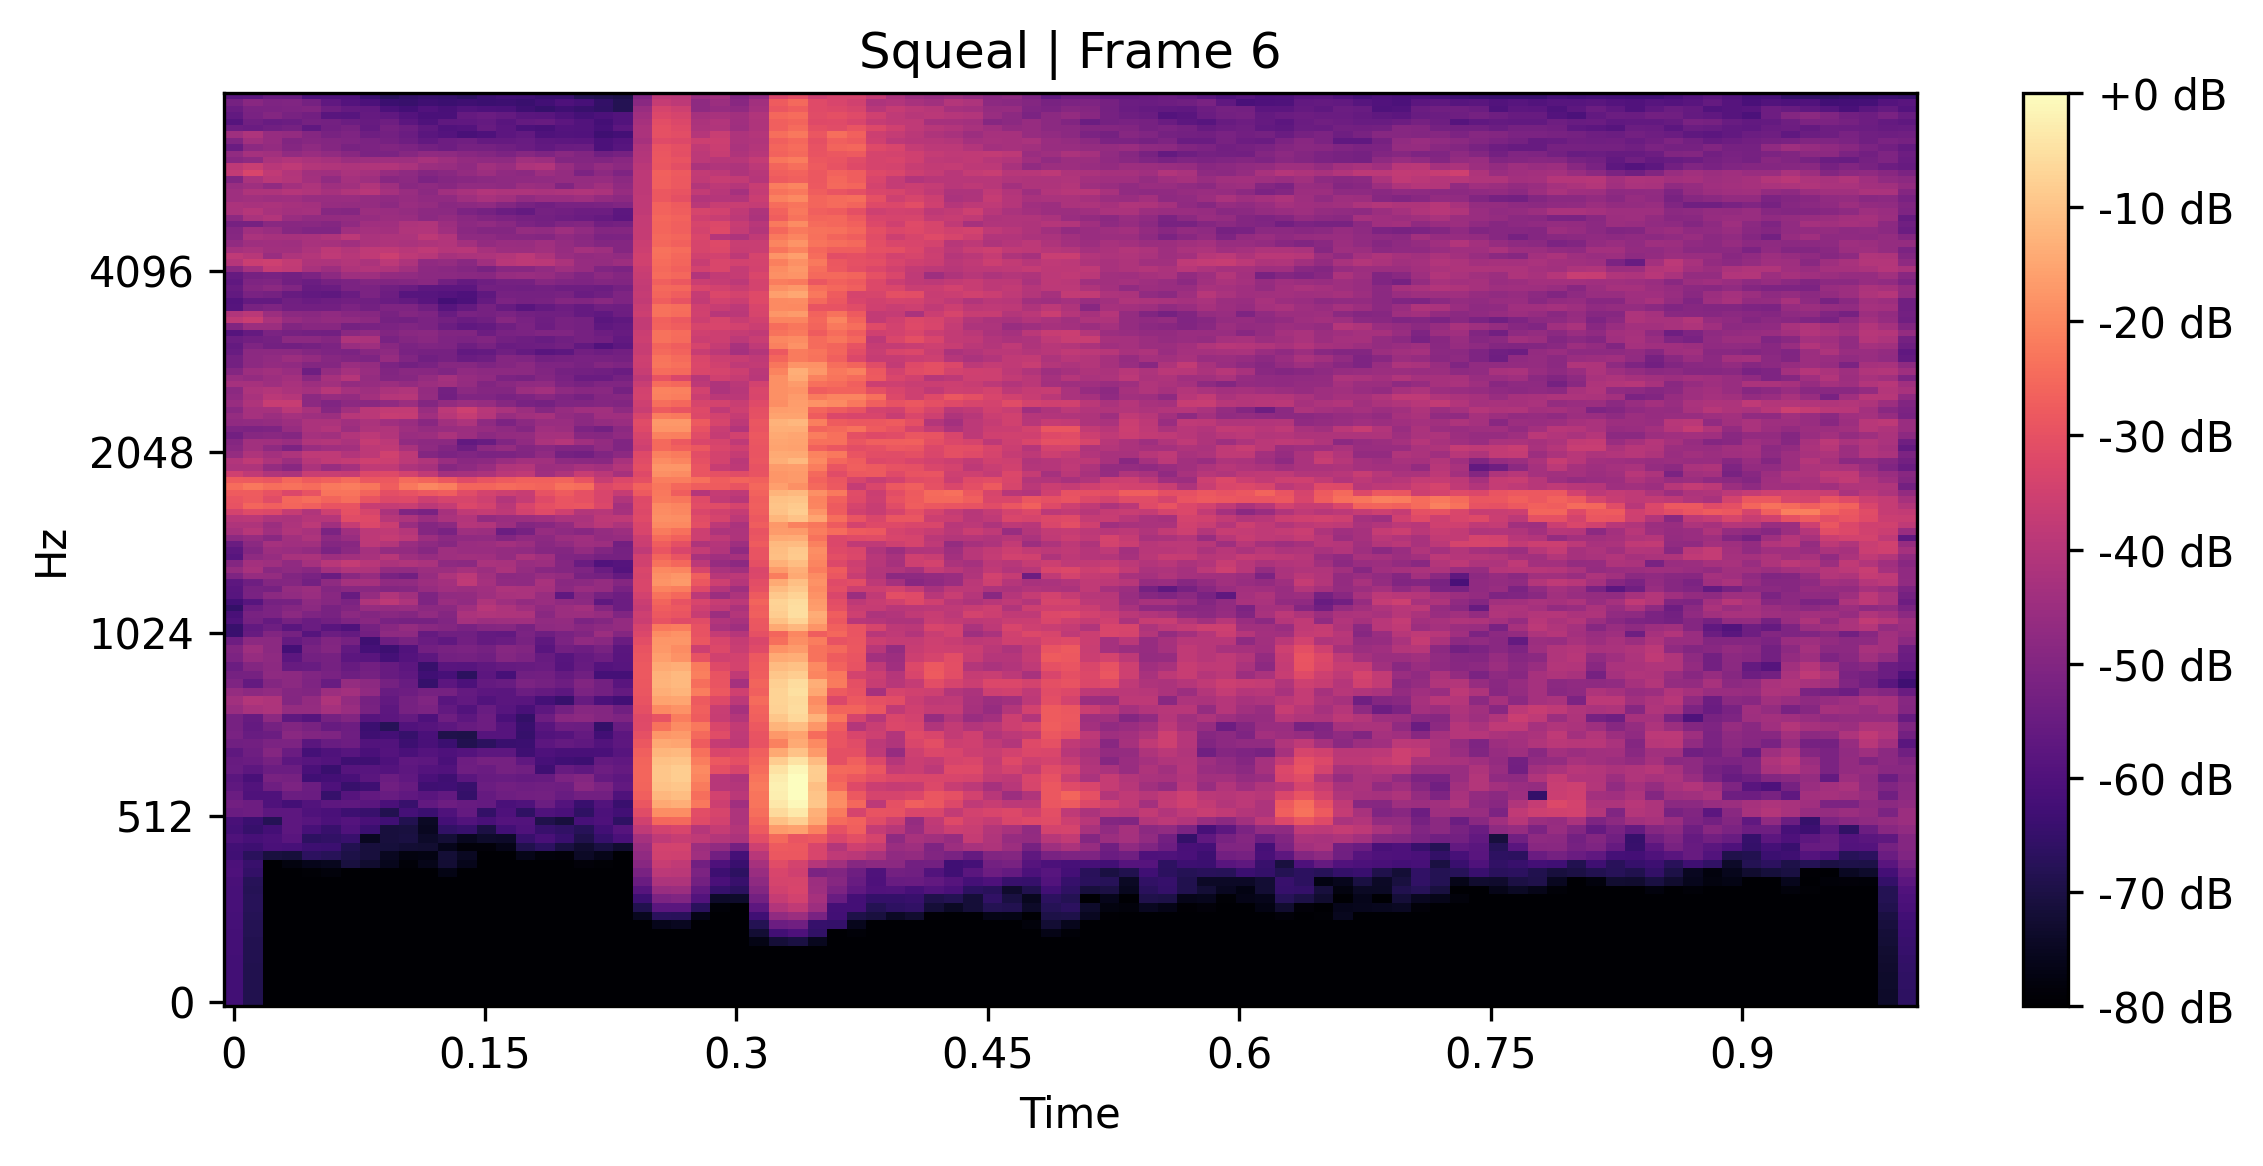 Squeal | Frame 6
Hz
4096
2048
1024
512
0
0 0.15 0.3 0.45 0.6 0.75 0.9
Time
+0 dB
-10 dB
-20 dB
-30 dB
-40 dB
-50 dB
-60 dB
-70 dB
-80 dB